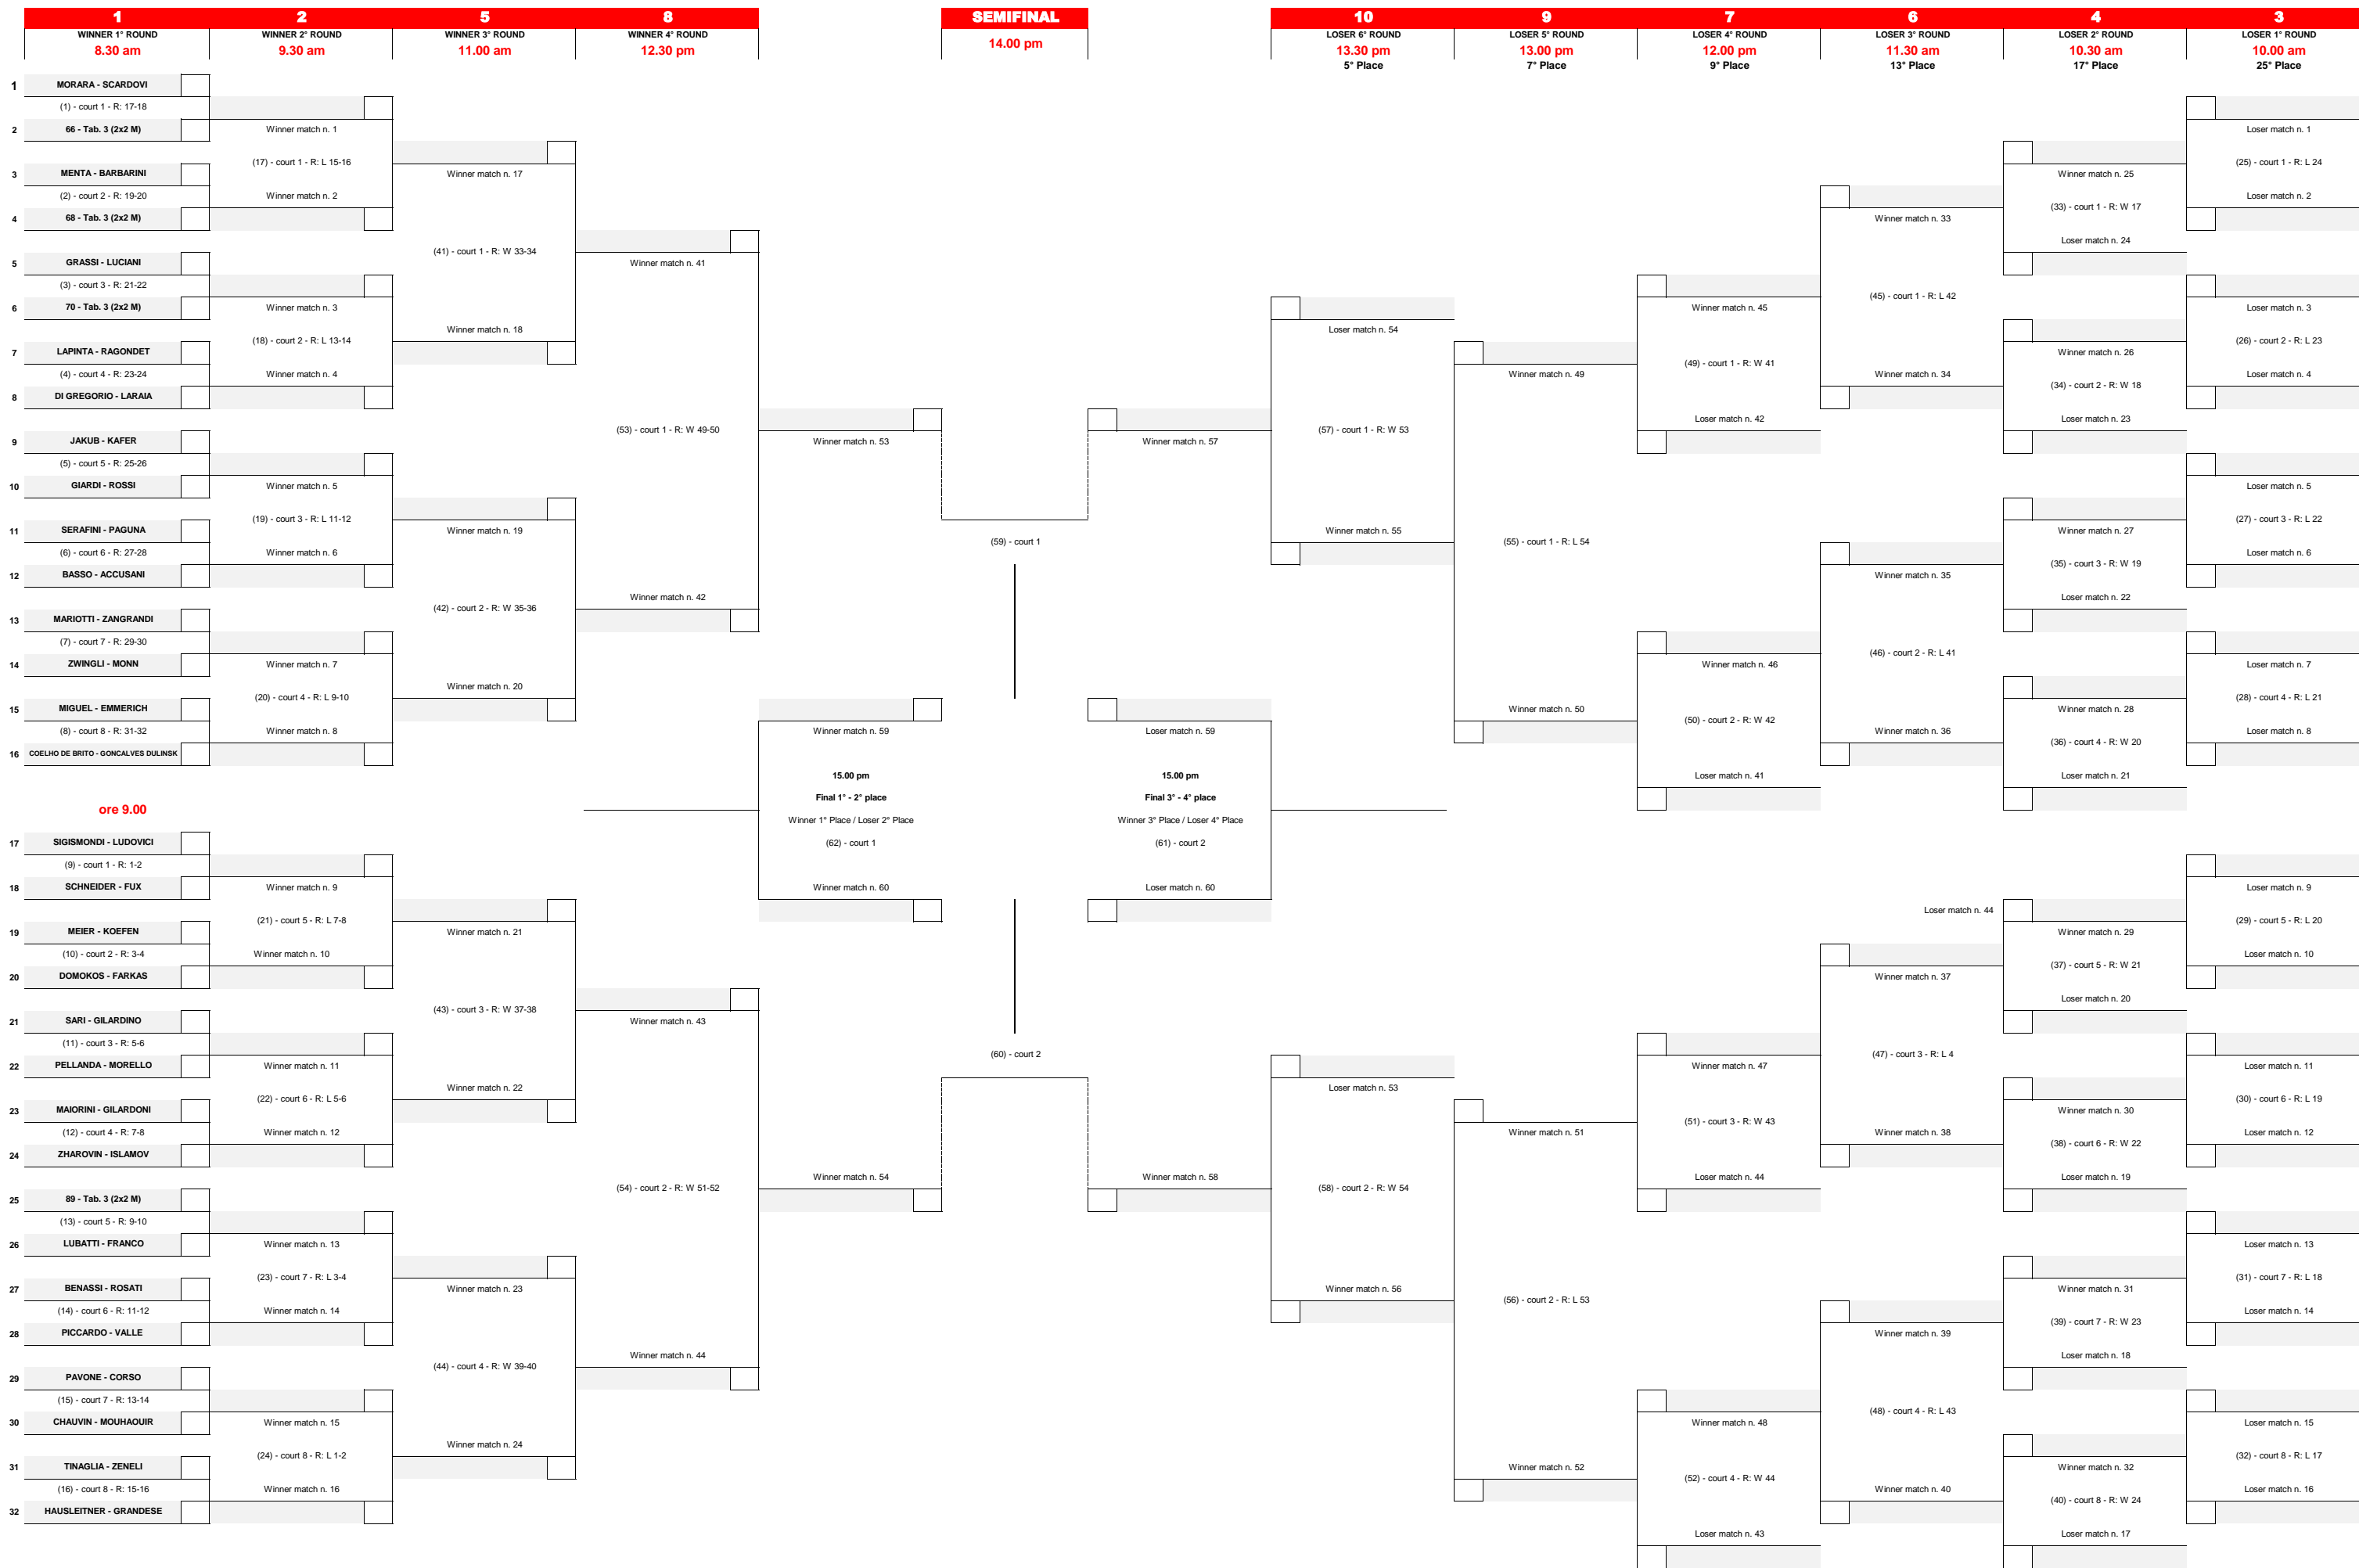 1
WINNER 1° ROUND
8.30 am
2
WINNER 2° ROUND
9.30 am
5
WINNER 3° ROUND
11.00 am
8
WINNER 4° ROUND
12.30 pm
SEMIFINAL
14.00 pm
10
LOSER 6° ROUND
13.30 pm
5° Place
9
LOSER 5° ROUND
13.00 pm
7° Place
7
LOSER 4° ROUND
12.00 pm
9° Place
6
LOSER 3° ROUND
11.30 am
13° Place
4
LOSER 2° ROUND
10.30 am
17° Place
3
LOSER 1° ROUND
10.00 am
25° Place
1 MORARA - SCARDOVI
(1) - court 1 - R: 17-18
2 66 - Tab. 3 (2x2 M)
3 MENTA - BARBARINI
(2) - court 2 - R: 19-20
4 68 - Tab. 3 (2x2 M)
5 GRASSI - LUCIANI
(3) - court 3 - R: 21-22
6 70 - Tab. 3 (2x2 M)
7 LAPINTA - RAGONDET
(4) - court 4 - R: 23-24
8 DI GREGORIO - LARAIA
9 JAKUB - KAFER
(5) - court 5 - R: 25-26
10 GIARDI - ROSSI
11 SERAFINI - PAGUNA
(6) - court 6 - R: 27-28
12 BASSO - ACCUSANI
13 MARIOTTI - ZANGRANDI
(7) - court 7 - R: 29-30
14 ZWINGLI - MONN
15 MIGUEL - EMMERICH
(8) - court 8 - R: 31-32
16 COELHO DE BRITO - GONCALVES DULINSK
ore 9.00
17 SIGISMONDI - LUDOVICI
(9) - court 1 - R: 1-2
18 SCHNEIDER - FUX
19 MEIER - KOEFEN
(10) - court 2 - R: 3-4
20 DOMOKOS - FARKAS
21 SARI - GILARDINO
(11) - court 3 - R: 5-6
22 PELLANDA - MORELLO
23 MAIORINI - GILARDONI
(12) - court 4 - R: 7-8
24 ZHAROVIN - ISLAMOV
25 89 - Tab. 3 (2x2 M)
(13) - court 5 - R: 9-10
26 LUBATTI - FRANCO
27 BENASSI - ROSATI
(14) - court 6 - R: 11-12
28 PICCARDO - VALLE
29 PAVONE - CORSO
(15) - court 7 - R: 13-14
30 CHAUVIN - MOUHAOUIR
31 TINAGLIA - ZENELI
(16) - court 8 - R: 15-16
32 HAUSLEITNER - GRANDESE
Winner match n. 1
(17) - court 1 - R: L 15-16
Winner match n. 2
Winner match n. 3
(18) - court 2 - R: L 13-14
Winner match n. 4
Winner match n. 5
(19) - court 3 - R: L 11-12
Winner match n. 6
Winner match n. 7
(20) - court 4 - R: L 9-10
Winner match n. 8
Winner match n. 9
(21) - court 5 - R: L 7-8
Winner match n. 10
Winner match n. 11
(22) - court 6 - R: L 5-6
Winner match n. 12
Winner match n. 13
(23) - court 7 - R: L 3-4
Winner match n. 14
Winner match n. 15
(24) - court 8 - R: L 1-2
Winner match n. 16
Winner match n. 17
(41) - court 1 - R: W 33-34
Winner match n. 18
Winner match n. 19
(42) - court 2 - R: W 35-36
Winner match n. 20
Winner match n. 21
(43) - court 3 - R: W 37-38
Winner match n. 22
Winner match n. 23
(44) - court 4 - R: W 39-40
Winner match n. 24
Winner match n. 41
(53) - court 1 - R: W 49-50
Winner match n. 42
Winner match n. 43
(54) - court 2 - R: W 51-52
Winner match n. 44
Winner match n. 53
Winner match n. 59
15.00 pm
Final 1° - 2° place
Winner 1° Place / Loser 2° Place
(62) - court 1
Winner match n. 60
Winner match n. 54
(59) - court 1
(60) - court 2
Winner match n. 57
Loser match n. 59
15.00 pm
Final 3° - 4° place
Winner 3° Place / Loser 4° Place
(61) - court 2
Loser match n. 60
Winner match n. 58
Loser match n. 54
(57) - court 1 - R: W 53
Winner match n. 55
Loser match n. 53
(58) - court 2 - R: W 54
Winner match n. 56
Winner match n. 49
(55) - court 1 - R: L 54
Winner match n. 50
Winner match n. 51
(56) - court 2 - R: L 53
Winner match n. 52
Winner match n. 45
(49) - court 1 - R: W 41
Loser match n. 42
Winner match n. 46
(50) - court 2 - R: W 42
Loser match n. 41
Winner match n. 47
(51) - court 3 - R: W 43
Loser match n. 44
Winner match n. 48
(52) - court 4 - R: W 44
Loser match n. 43
Winner match n. 33
(45) - court 1 - R: L 42
Winner match n. 34
Winner match n. 35
(46) - court 2 - R: L 41
Winner match n. 36
Loser match n. 44
Winner match n. 37
(47) - court 3 - R: L 4
Winner match n. 38
Winner match n. 39
(48) - court 4 - R: L 43
Winner match n. 40
Winner match n. 25
(33) - court 1 - R: W 17
Loser match n. 24
Winner match n. 26
(34) - court 2 - R: W 18
Loser match n. 23
Winner match n. 27
(35) - court 3 - R: W 19
Loser match n. 22
Winner match n. 28
(36) - court 4 - R: W 20
Loser match n. 21
Winner match n. 29
(37) - court 5 - R: W 21
Loser match n. 20
Winner match n. 30
(38) - court 6 - R: W 22
Loser match n. 19
Winner match n. 31
(39) - court 7 - R: W 23
Loser match n. 18
Winner match n. 32
(40) - court 8 - R: W 24
Loser match n. 17
Loser match n. 1
(25) - court 1 - R: L 24
Loser match n. 2
Loser match n. 3
(26) - court 2 - R: L 23
Loser match n. 4
Loser match n. 5
(27) - court 3 - R: L 22
Loser match n. 6
Loser match n. 7
(28) - court 4 - R: L 21
Loser match n. 8
Loser match n. 9
(29) - court 5 - R: L 20
Loser match n. 10
Loser match n. 11
(30) - court 6 - R: L 19
Loser match n. 12
Loser match n. 13
(31) - court 7 - R: L 18
Loser match n. 14
Loser match n. 15
(32) - court 8 - R: L 17
Loser match n. 16